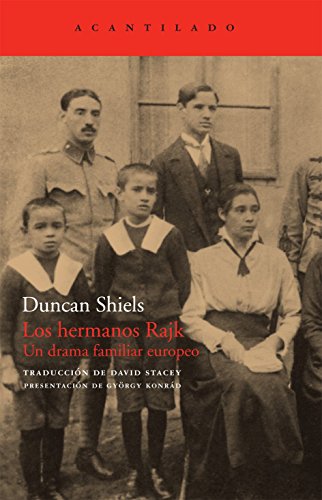 ACANTILADO
Duncan Shiels
Los hermanos Rajk
Un drama familiar europeo
TRADUCCIÓN DE DAVID STACEY
PRESENTACIÓN DE GYÖRGY KONRÁD